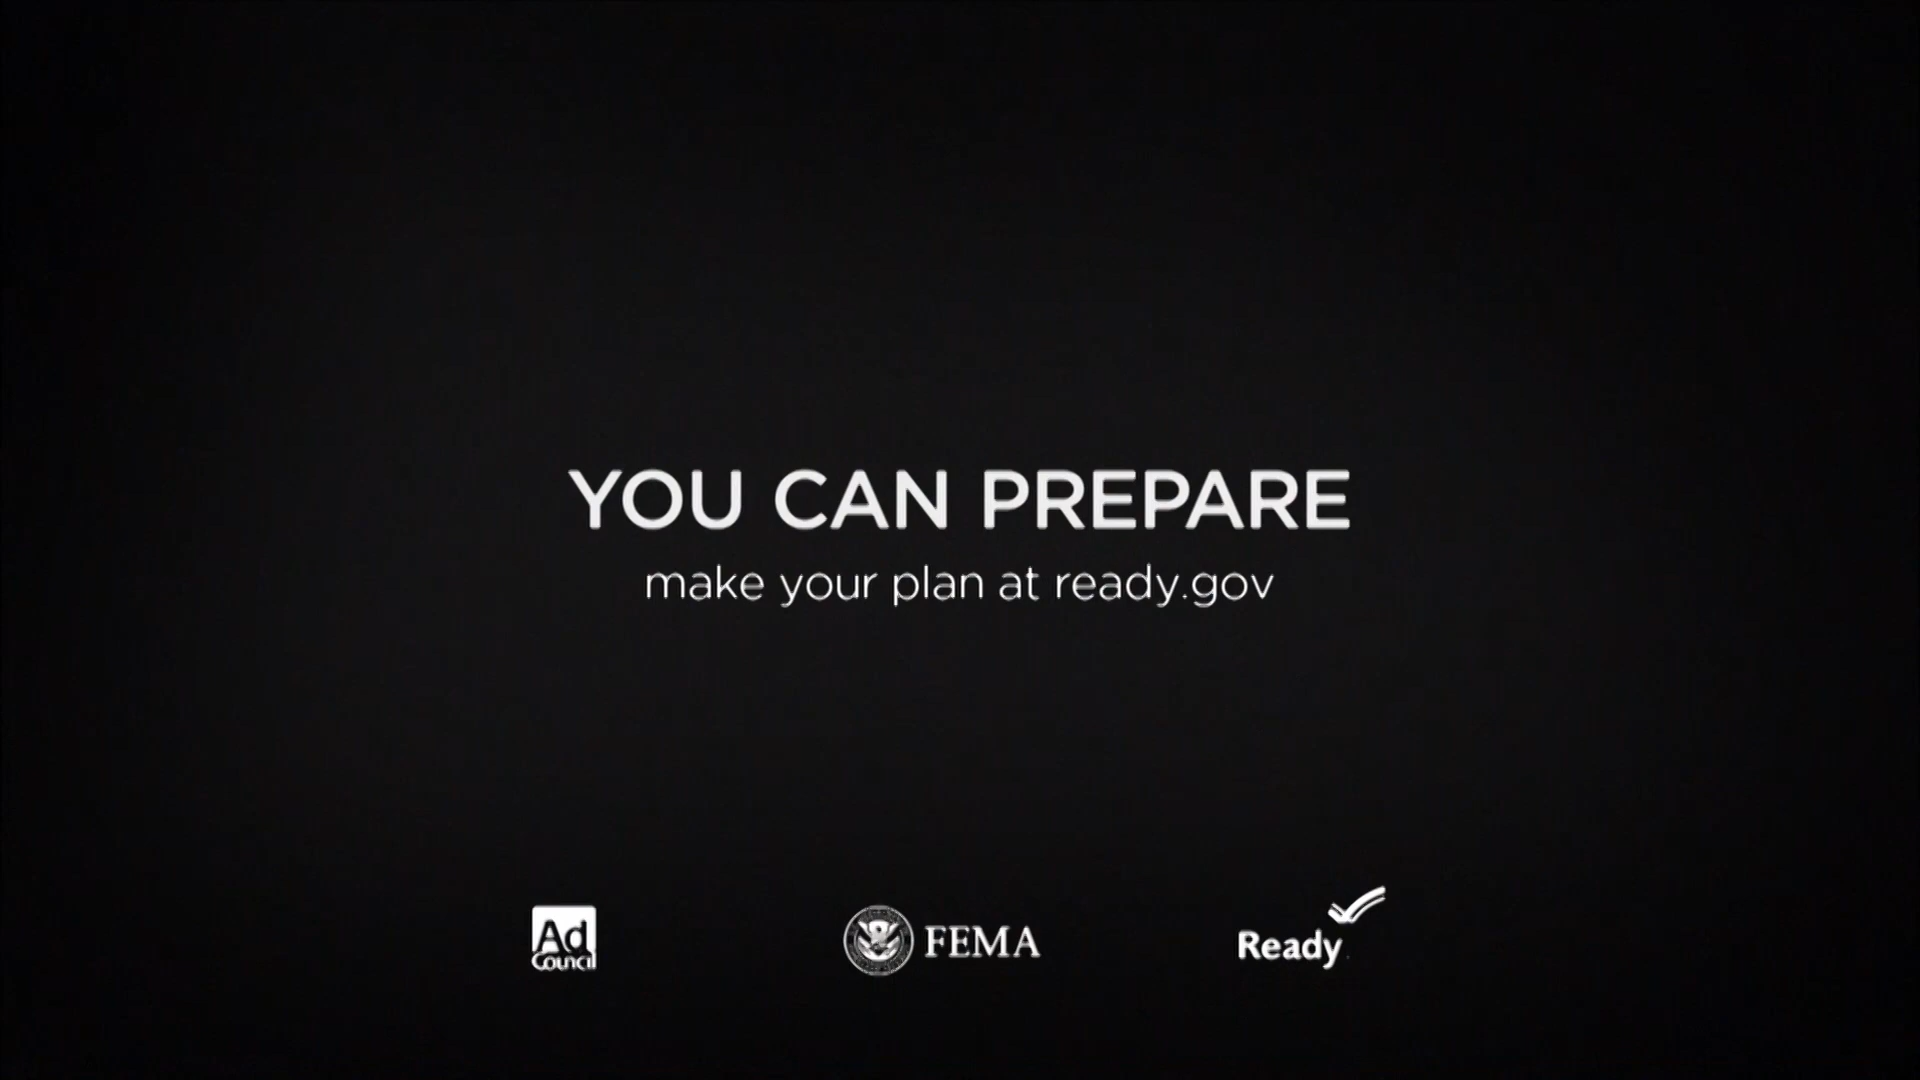 YOU CAN PREPARE
make your plan at ready.gov
Ad
Council
FEMA
Ready